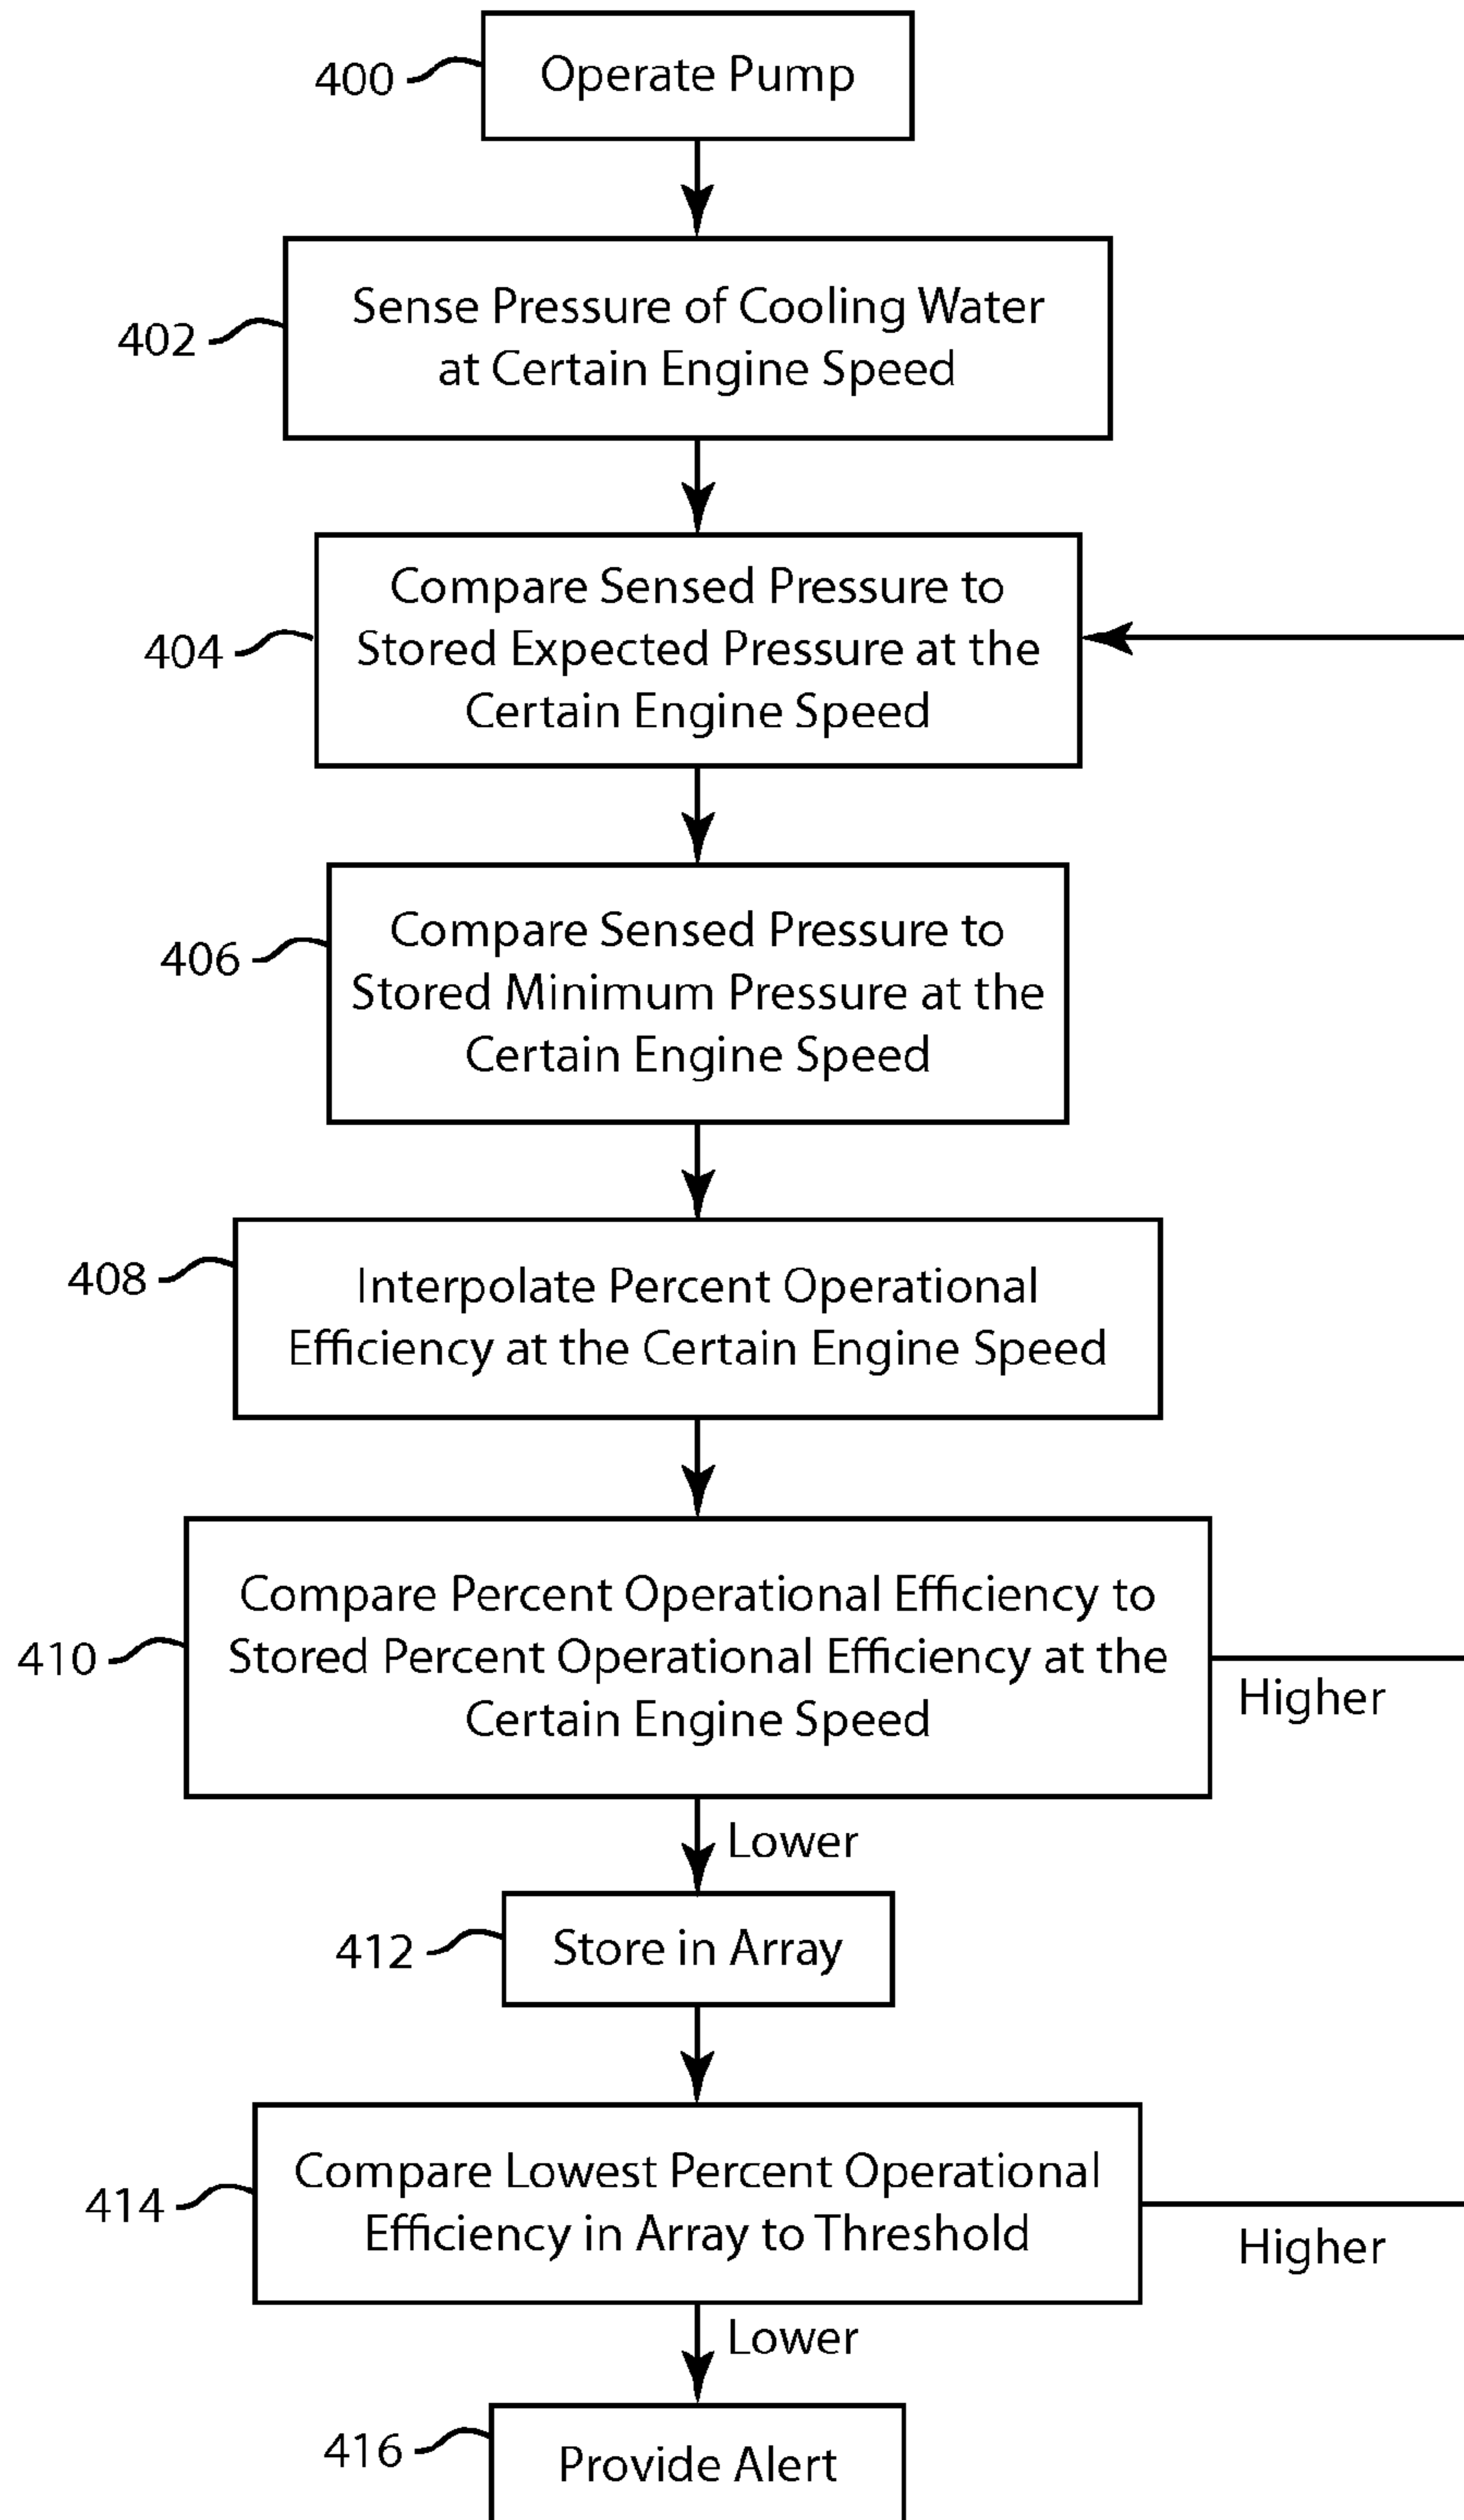 400
Operate Pump
402
Sense Pressure of Cooling Water
at Certain Engine Speed
404
Compare Sensed Pressure to
Stored Expected Pressure at the
Certain Engine Speed
406
Compare Sensed Pressure to
Stored Minimum Pressure at the
Certain Engine Speed
408
Interpolate Percent Operational
Efficiency at the Certain Engine Speed
410
Compare Percent Operational Efficiency to
Stored Percent Operational Efficiency at the
Certain Engine Speed
Higher
Lower
412
Store in Array
414
Compare Lowest Percent Operational
Efficiency in Array to Threshold
Higher
Lower
416
Provide Alert